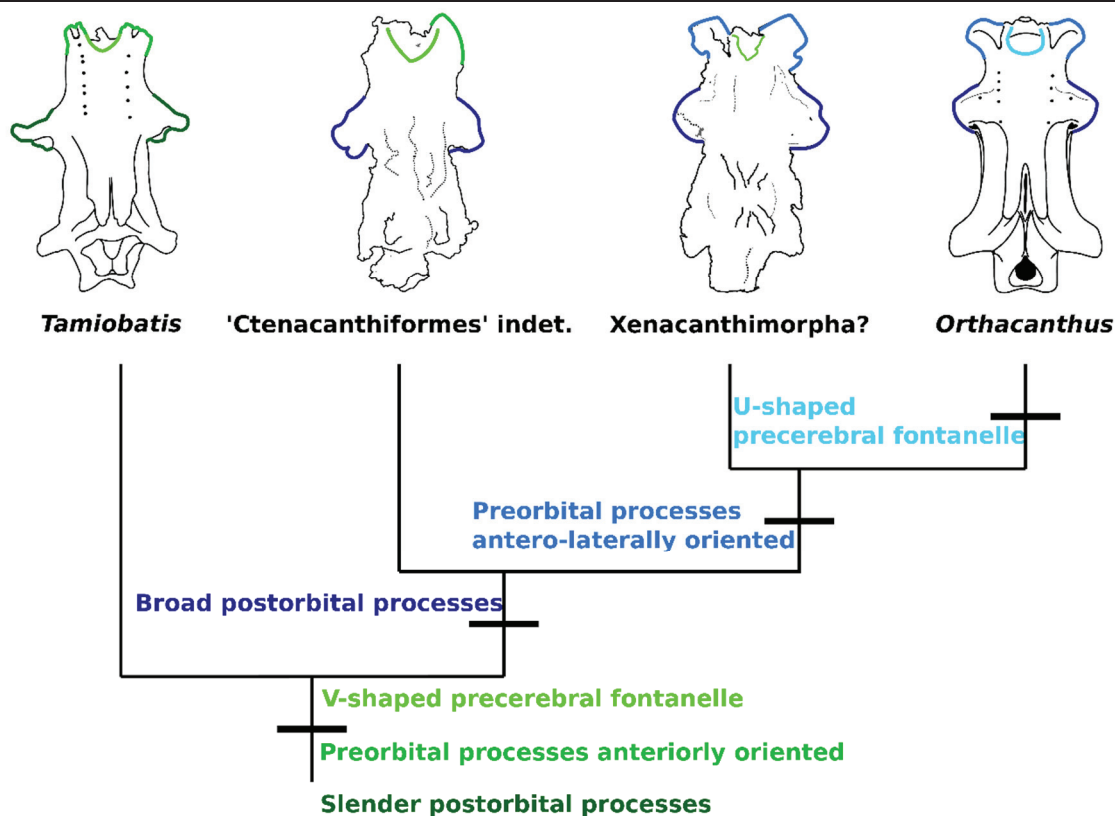 Tamiobatis
'Ctenacanthiformes' indet.
Xenacanthimorpha?
Orthacanthus
U-shaped
precerebral fontanelle
Preorbital processes
antero-laterally oriented
Broad postorbital processes
V-shaped precerebral fontanelle
Preorbital processes anteriorly oriented
Slender postorbital processes